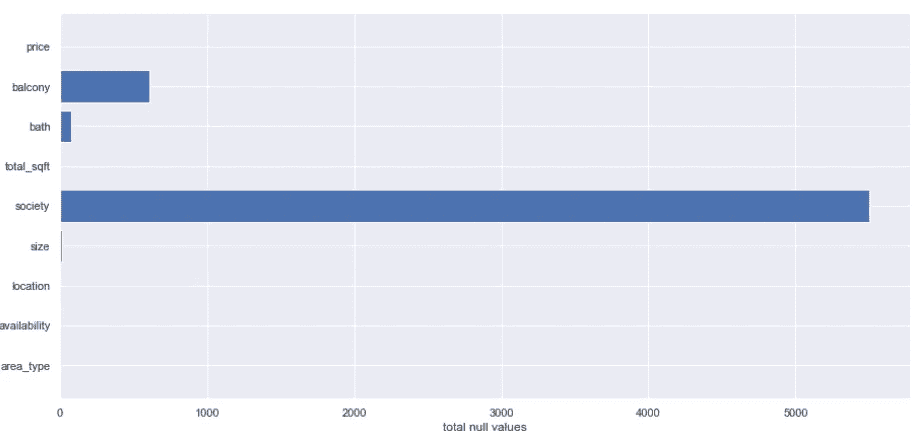 price
balcony
bath
total_sqft
society
size
location
availability
area_type
0 1000 2000 3000 4000 5000
total null values